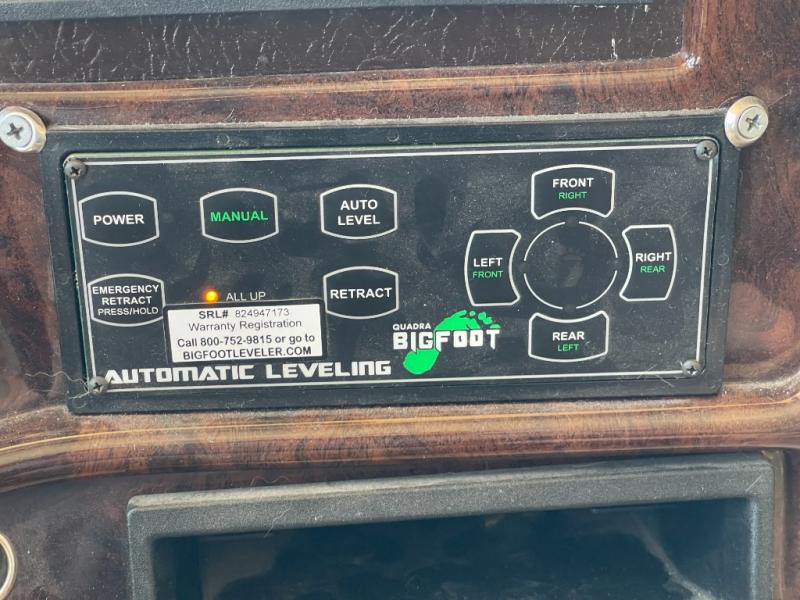 POWER
MANUAL
AUTO
LEVEL
FRONT
RIGHT
LEFT
FRONT
RIGHT
REAR
REAR
LEFT
EMERGENCY
RETRACT
PRESS/HOLD
ALL UP
RETRACT
SRL# 824947173
Warranty Registration
Call 800-752-9815 or go to
BIGFOOTLEVELER.COM
QUADRA
BIGFOOT
AUTOMATIC LEVELING